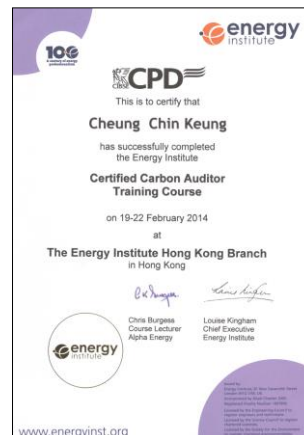 100
energy
institute
CIBSE
CPD
This is to certify that
Cheung Chin Keung
has successfully completed
the Energy Institute
Certified Carbon Auditor
Training Course
on 19-22 February 2014
at
The Energy Institute Hong Kong Branch
in Hong Kong
Chris Burgess
Course Lecturer
Alpha Energy
Louise Kingham
Chief Executive
Energy Institute
energy
institute
www.energyinst.org